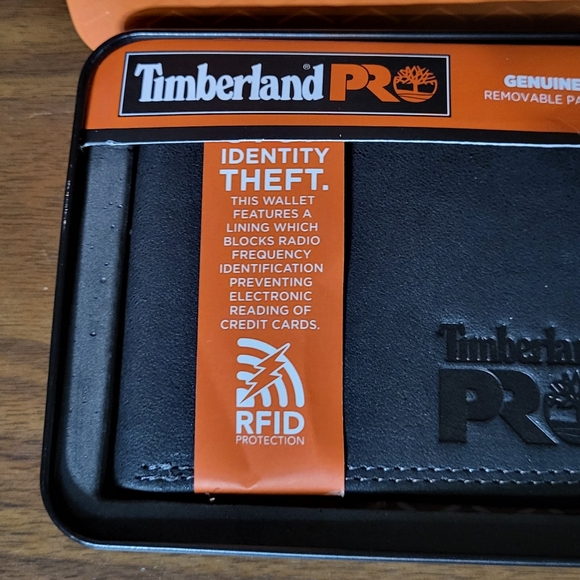 Timberland PRO
GENUINE
REMOVABLE PA
IDENTITY
THEFT.
THIS WALLET
FEATURES A
LINING WHICH
BLOCKS RADIO
FREQUENCY
IDENTIFICATION
PREVENTING
ELECTRONIC
READING OF
CREDIT CARDS.
RFID
PROTECTION
Timberlan
PRO